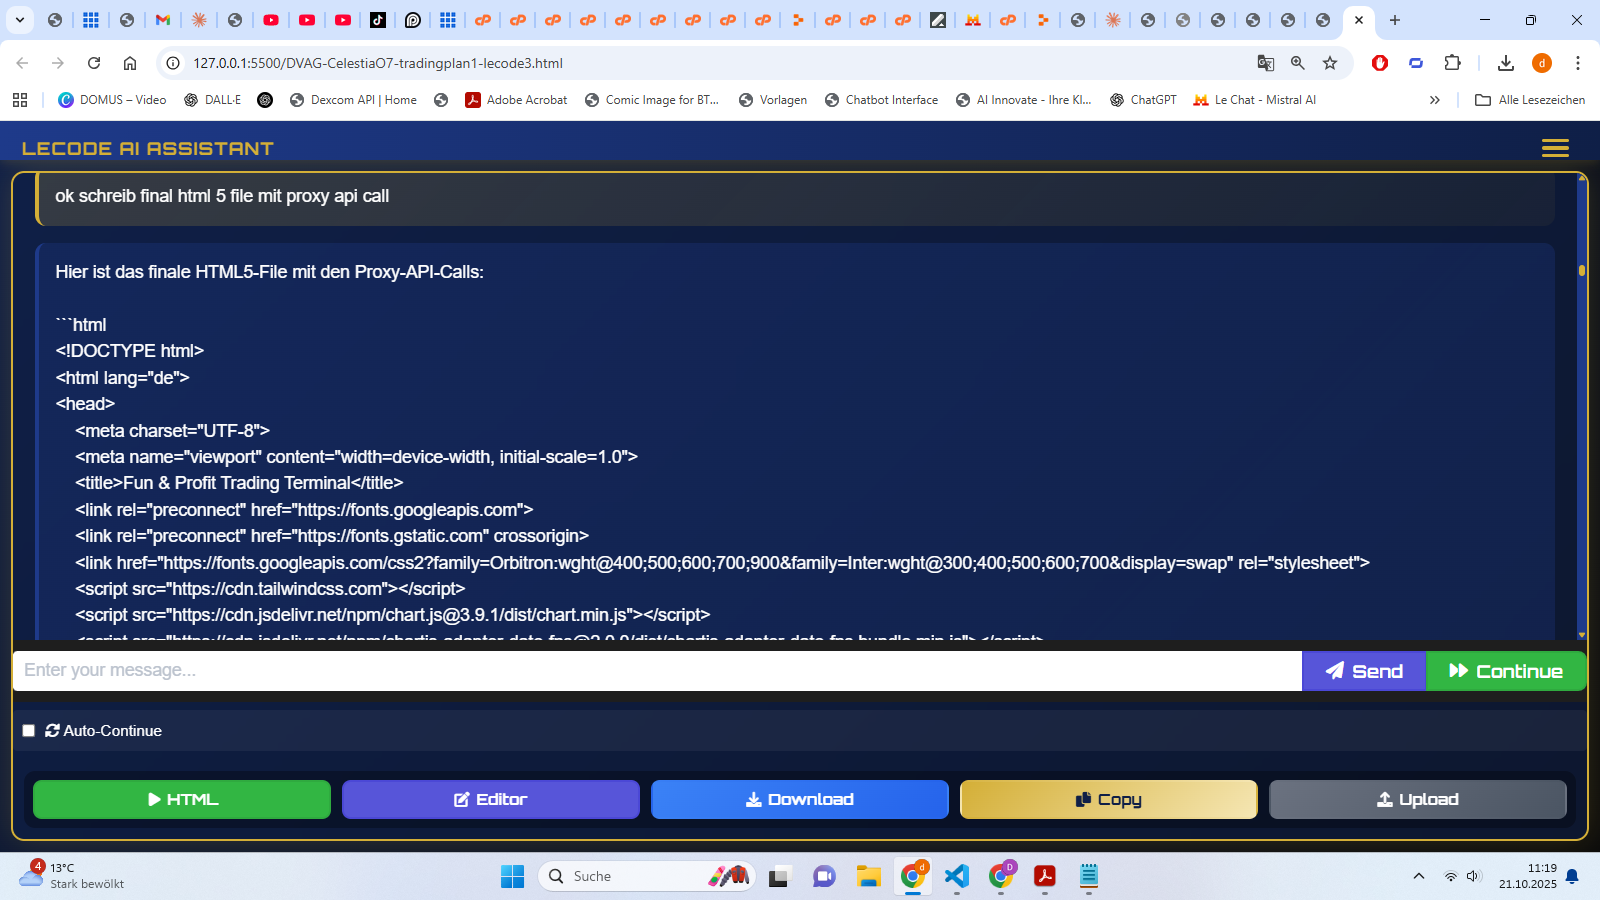 127.0.0.1:5500/DVAG-CelestiaO7-tradingplan1-lecode3.html
d
DOMUS – Video
DALL·E
Dexcom API | Home
Adobe Acrobat
Comic Image for BT...
Vorlagen
Chatbot Interface
AI Innovate - Ihre KI...
ChatGPT
Le Chat - Mistral AI
Alle Lesezeichen
LECODE AI ASSISTANT
ok schreib final html 5 file mit proxy api call
Hier ist das finale HTML5-File mit den Proxy-API-Calls:
```html
<!DOCTYPE html>
<html lang="de">
<head>
<meta charset="UTF-8">
<meta name="viewport" content="width=device-width, initial-scale=1.0">
<title>Fun & Profit Trading Terminal</title>
<link rel="preconnect" href="https://fonts.googleapis.com">
<link rel="preconnect" href="https://fonts.gstatic.com" crossorigin>
<link href="https://fonts.googleapis.com/css2?family=Orbitron:wght@400;500;600;700;900&family=Inter:wght@300;400;500;600;700&display=swap" rel="stylesheet">
<script src="https://cdn.tailwindcss.com"></script>
<script src="https://cdn.jsdelivr.net/npm/chart.js@3.9.1/dist/chart.min.js"></script>
Enter your message...
Send
Continue
Auto-Continue
HTML
Editor
Download
Copy
Upload
4
13°C
Stark bewölkt
Suche
d
D
11:19
21.10.2025